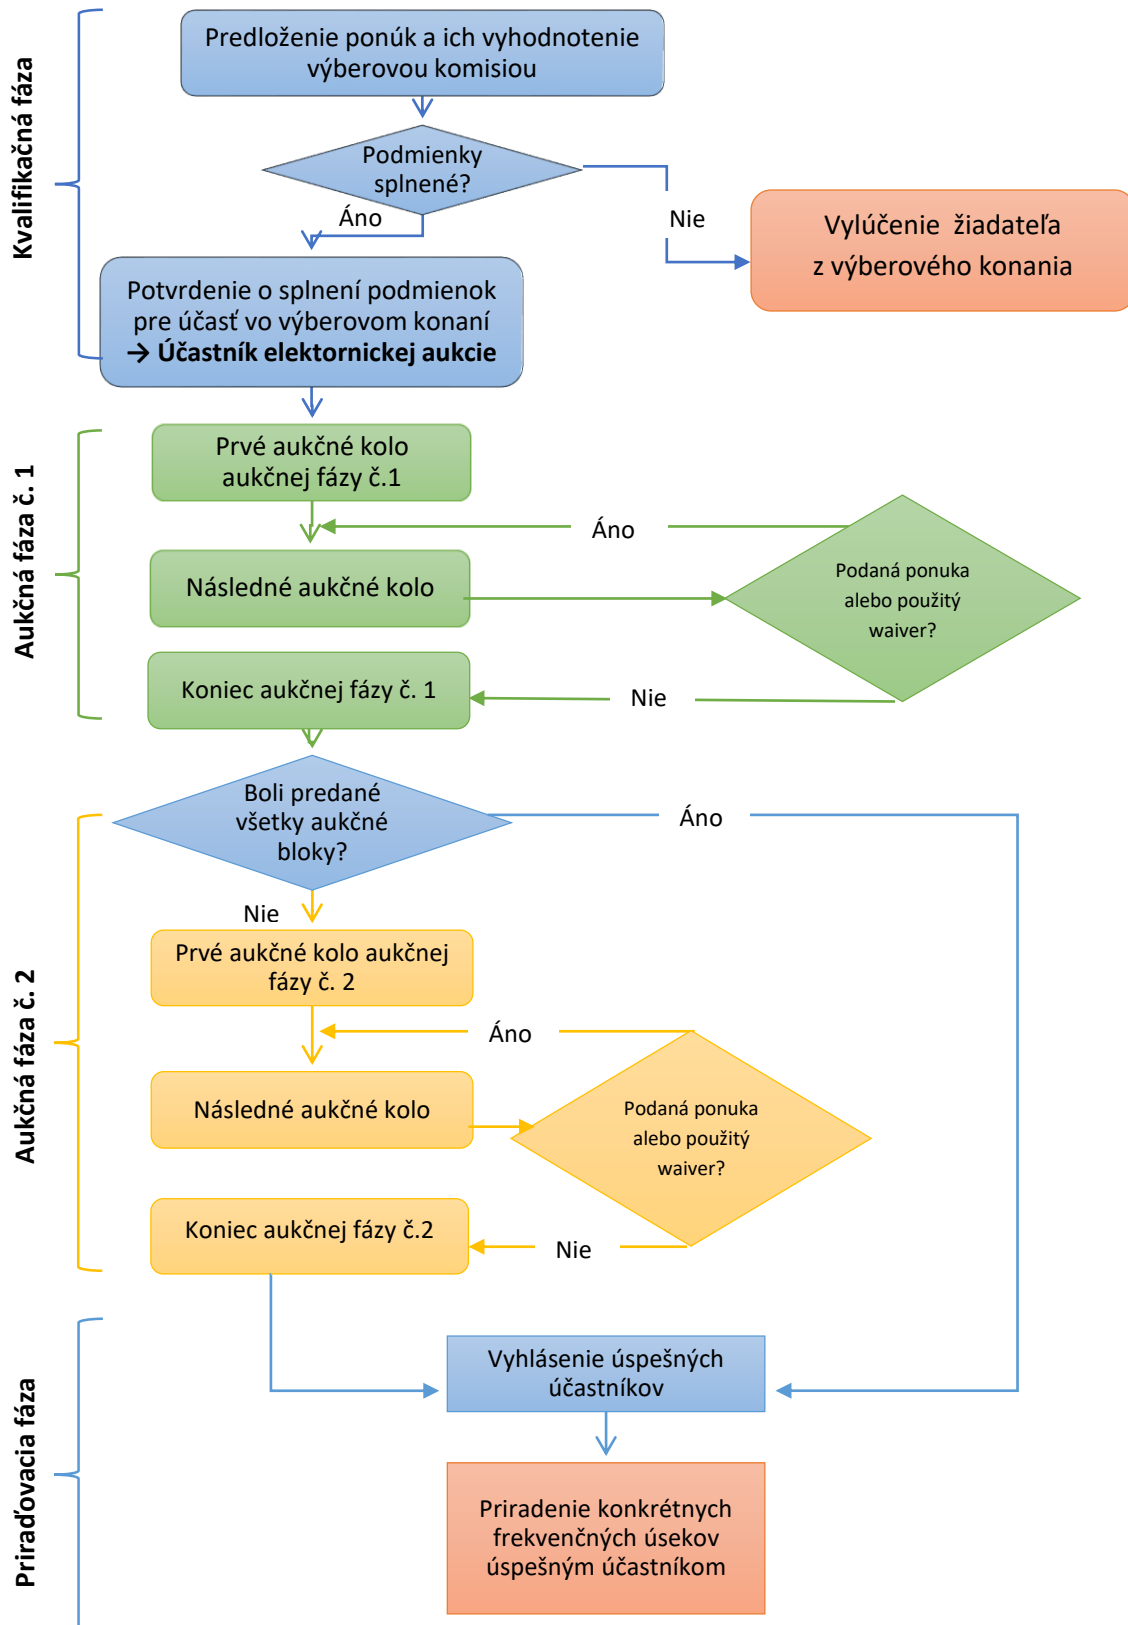 Kvalifikačná fáza
Predloženie ponúk a ich vyhodnotenie
výberovou komisiou
Podmienky
splnené?
Áno
Nie
Vylúčenie žiadateľa
z výberového konania
Potvrdenie o splnení podmienok
pre účasť vo výberovom konaní
→ Účastník elektornickej aukcie
Aukčná fáza č. 1
Prvé aukčné kolo
aukčnej fázy č.1
Áno
Následné aukčné kolo
Podaná ponuka
alebo použitý
waiver?
Koniec aukčnej fázy č. 1
Nie
Boli predané
všetky aukčné
bloky?
Áno
Nie
Aukčná fáza č. 2
Prvé aukčné kolo aukčnej
fázy č. 2
Áno
Následné aukčné kolo
Podaná ponuka
alebo použitý
waiver?
Koniec aukčnej fázy č.2
Nie
Priraďovacia fáza
Vyhlásenie úspešných
účastníkov
Priradenie konkrétnych
frekvenčných úsekov
úspešným účastníkom